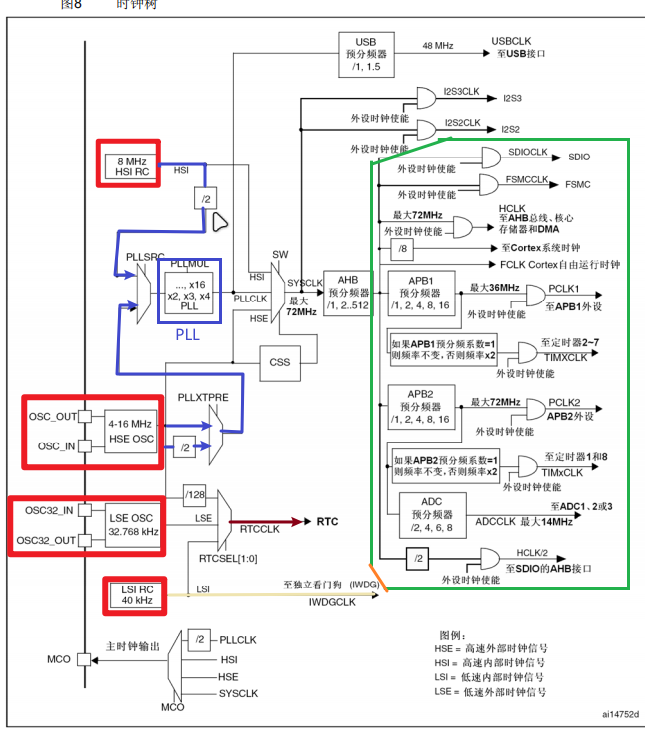 图8 时钟树
USB
预分频器
/1, 1.5
48 MHz
USBCLK
至USB接口
I2S3CLK
I2S3
外设时钟使能
I2S2CLK
I2S2
外设时钟使能
8 MHz
HSI RC
HSI
/2
SDIOCLK
SDIO
外设时钟使能
FSMCCLK
FSMC
外设时钟使能
最大72MHz
外设时钟使能
HCLK
至AHB总线、核心
存储器和DMA
/8
至Cortex系统时钟
FCLK Cortex自由运行时钟
PLLSRC
PLLMUL
..., x16
x2, x3, x4
PLL
PLL
SW
HSI
PLLCLK
HSE
SYSCLK
最大
72MHz
AHB
预分频器
/1, 2..512
CSS
APB1
预分频器
/1, 2, 4, 8, 16
最大36MHz
PCLK1
至APB1外设
外设时钟使能
如果APB1预分频系数=1
则频率不变,否则频率x2
至定时器2~7
TIMXCLK
外设时钟使能
PLLXTPRE
OSC_OUT
OSC_IN
4-16 MHz
HSE OSC
/2
APB2
预分频器
/1, 2, 4, 8, 16
最大72MHz
PCLK2
APB2外设
外设时钟使能
如果APB2预分频系数=1
则频率不变,否则频率x2
至定时器1和8
TIMxCLK
外设时钟使能
ADC
预分频器
/2, 4, 6, 8
至ADC1、2或3
ADCCLK 最大14MHz
/2
HCLK/2
至SDIO的AHB接口
外设时钟使能
OSC32_IN
OSC32_OUT
LSE OSC
32.768 kHz
/128
LSE
RTCCLK
RTC
RTCSEL[1:0]
LSI RC
40 kHz
LSI
至独立看门狗 (IWDG)
IWDGCLK
MCO
主时钟输出
/2
PLLCLK
HSI
HSE
SYSCLK
MCO
图例:
HSE = 高速外部时钟信号
HSI = 高速内部时钟信号
LSI = 低速内部时钟信号
LSE = 低速外部时钟信号
ai14752d